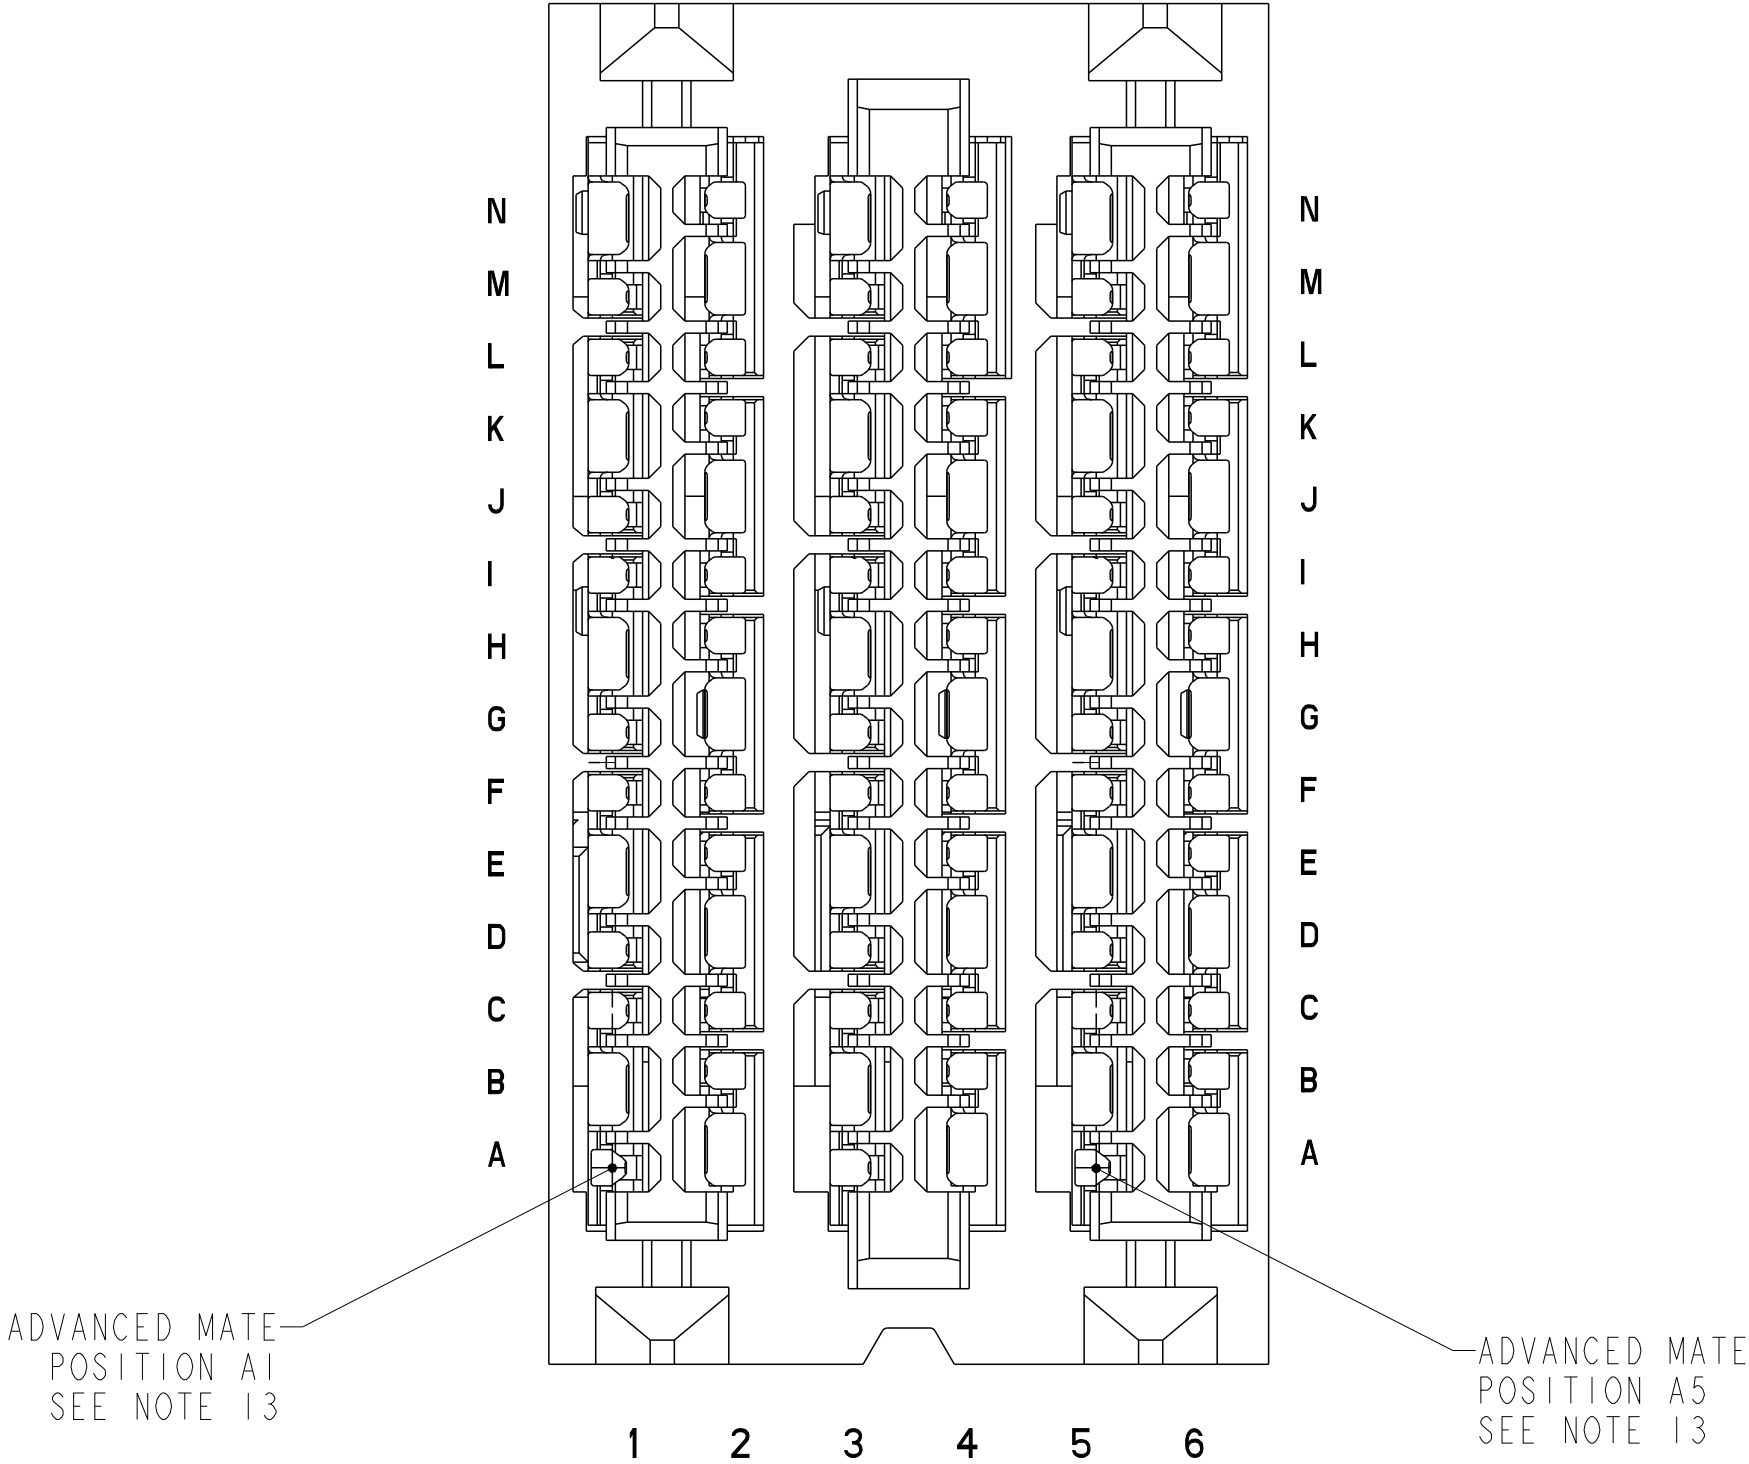 N N
M M
L L
K K
J J
I I
H H
G G
F F
E E
D D
C C
B B
A A
ADVANCED MATE
POSITION A1
SEE NOTE 13
ADVANCED MATE
POSITION A5
SEE NOTE 13
1 2 3 4 5 6